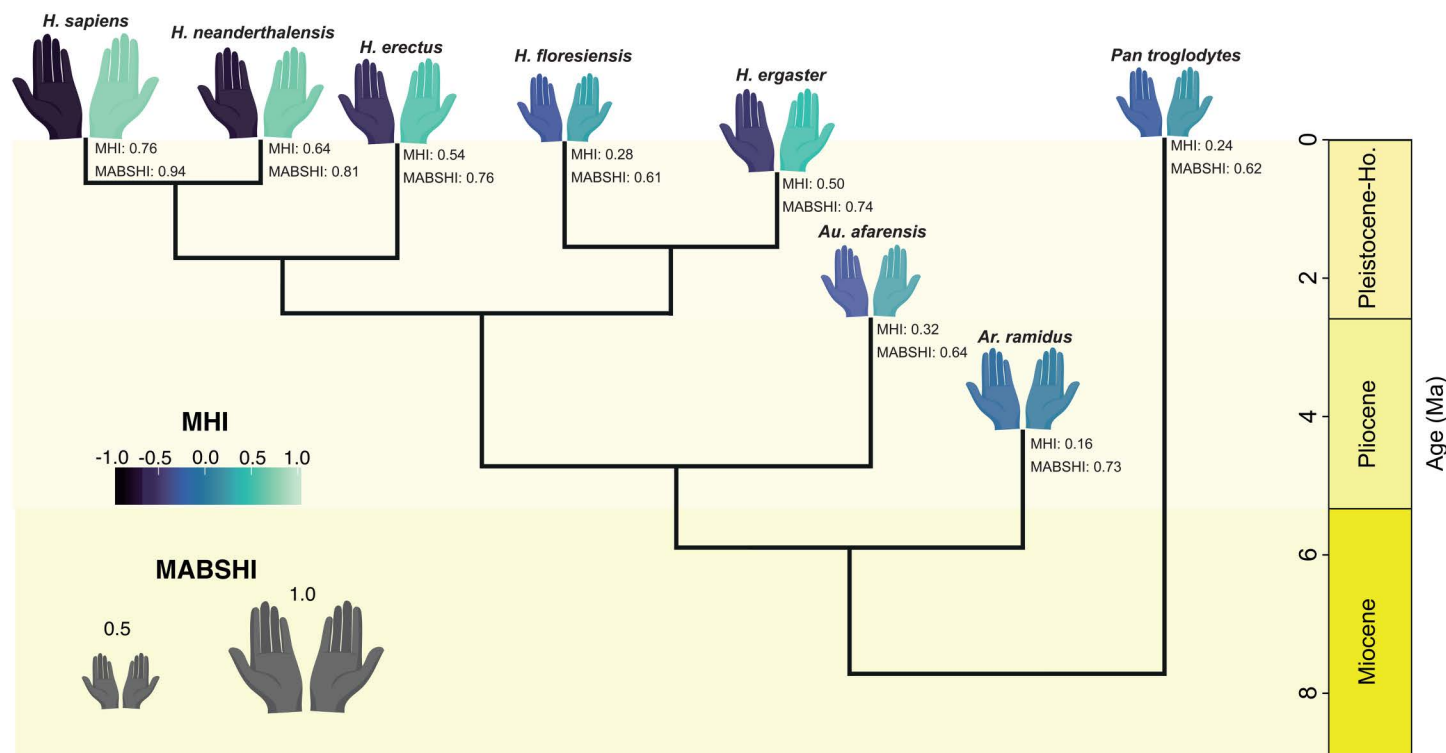 H. sapiens
H. neanderthalensis
H. erectus
H. floresiensis
H. ergaster
Pan troglodytes
MHI: 0.76
MABSHI: 0.94
MHI: 0.64
MABSHI: 0.81
MHI: 0.54
MABSHI: 0.76
MHI: 0.28
MABSHI: 0.61
MHI: 0.50
MABSHI: 0.74
MHI: 0.24
MABSHI: 0.62
Au. afarensis
MHI: 0.32
MABSHI: 0.64
Ar. ramidus
MHI: 0.16
MABSHI: 0.73
MHI
-1.0 -0.5 0.0 0.5 1.0
MABSHI
0.5
1.0
0
2
4
6
8
Pleistocene-Ho.
Pliocene
Miocene
Age (Ma)